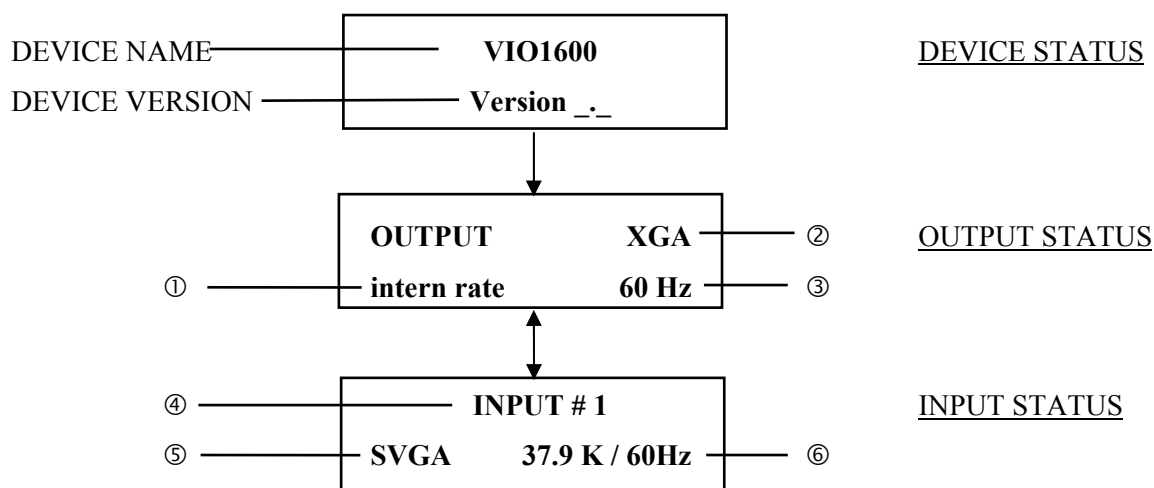 DEVICE NAME VIO1600 DEVICE STATUS
DEVICE VERSION Version _._
OUTPUT XGA ② OUTPUT STATUS
① intern rate 60 Hz ③
④ INPUT # 1 INPUT STATUS
⑤ SVGA 37.9 K / 60Hz ⑥